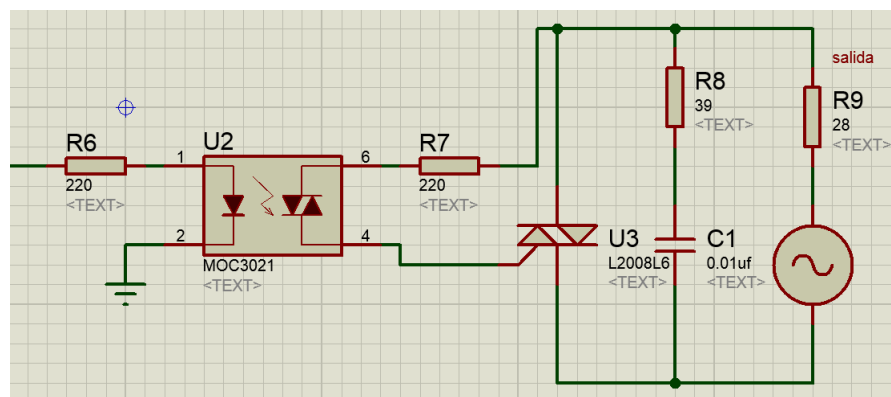 salida
R8
39
<TEXT>
R9
28
<TEXT>
R6
220
<TEXT>
U2
1
6
2
4
MOC3021
<TEXT>
R7
220
<TEXT>
U3
L2008L6
<TEXT>
C1
0.01uf
<TEXT>